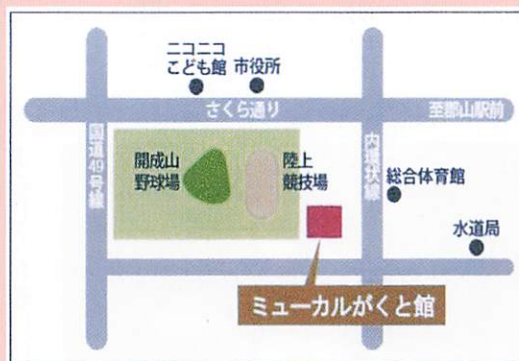 ニコニコ
こども館
市役所
さくら通り
至郡山駅前
国道49号線
開成山
野球場
陸上
競技場
内環状線
総合体育館
水道局
ミューカルがくと館